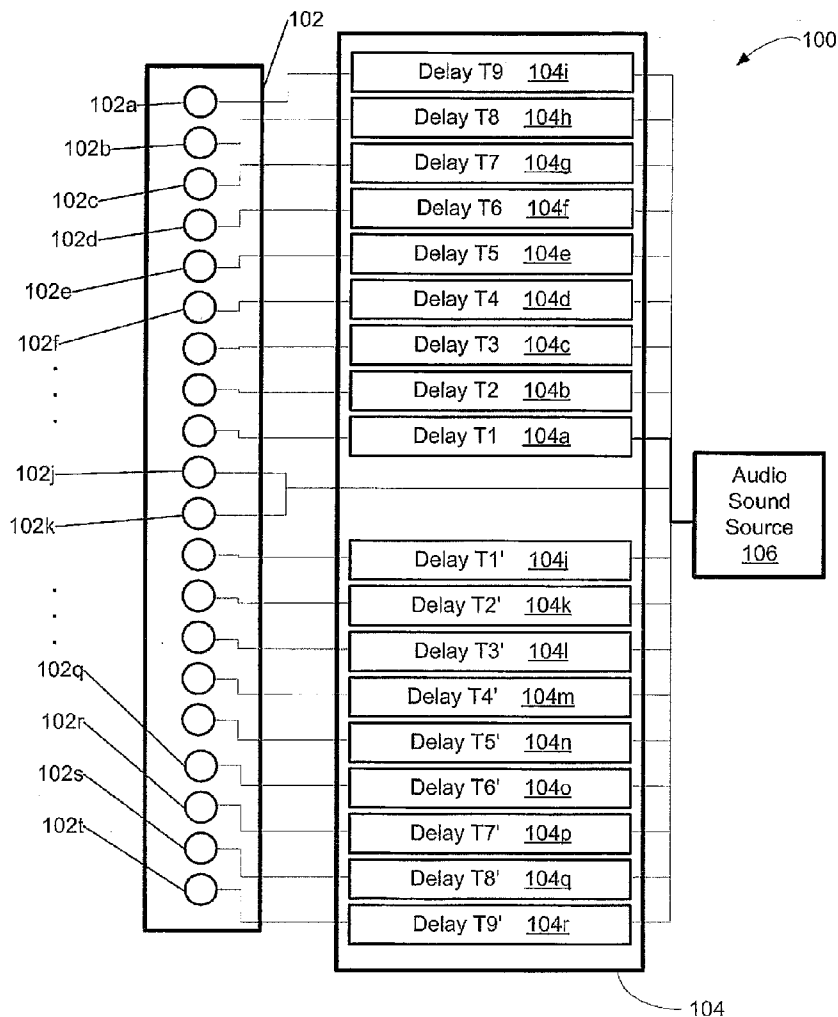 102
100
102a
102b
102c
102d
102e
102f
.
.
.
102j
102k
.
.
.
102q
102r
102s
102t
Delay T9 104i
Delay T8 104h
Delay T7 104g
Delay T6 104f
Delay T5 104e
Delay T4 104d
Delay T3 104c
Delay T2 104b
Delay T1 104a
Delay T1' 104j
Delay T2' 104k
Delay T3' 104l
Delay T4' 104m
Delay T5' 104n
Delay T6' 104o
Delay T7' 104p
Delay T8' 104q
Delay T9' 104r
Audio
Sound
Source
106
104